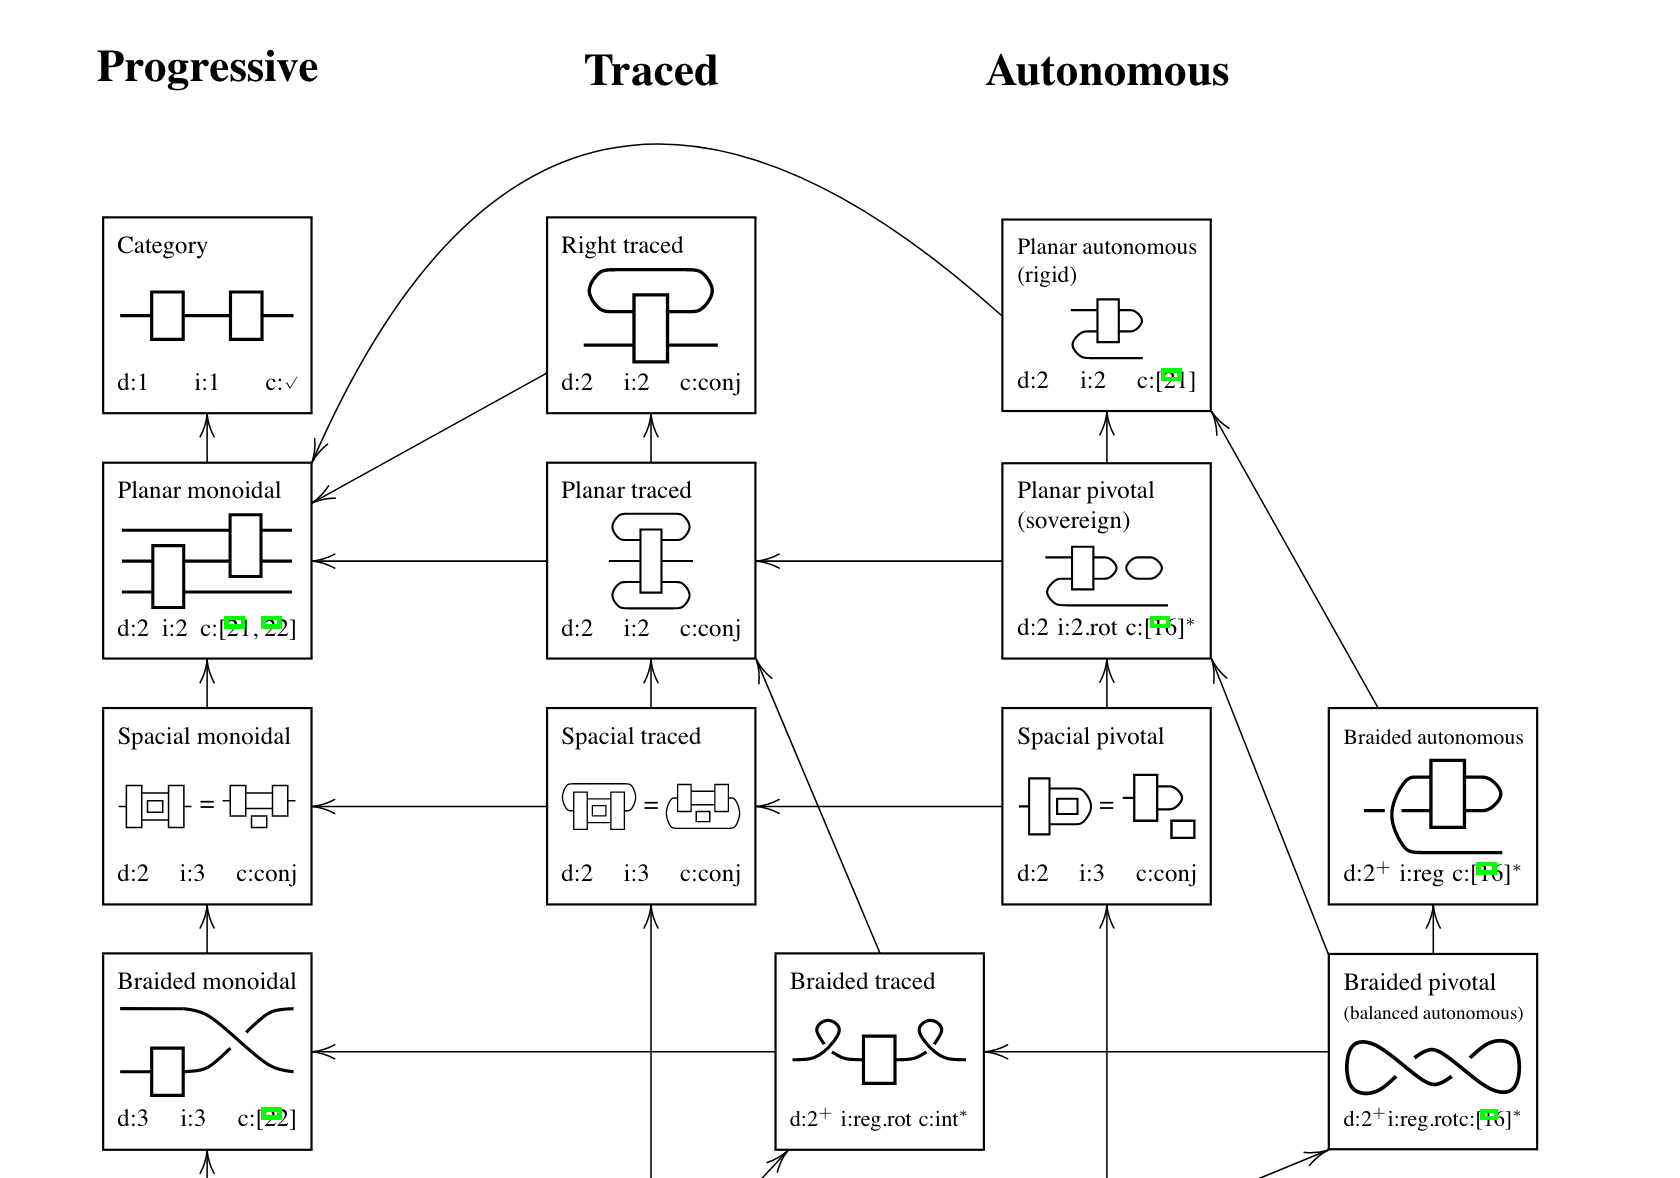 Progressive
Traced
Autonomous
Category
d:1 i:1 c:✓
Right traced
d:2 i:2 c:conj
Planar autonomous
(rigid)
d:2 i:2 c:[21]
Planar monoidal
d:2 i:2 c:[21, 22]
Planar traced
d:2 i:2 c:conj
Planar pivotal
(sovereign)
d:2 i:2.rot c:[16]*
Spacial monoidal
=
d:2 i:3 c:conj
Spacial traced
=
d:2 i:3 c:conj
Spacial pivotal
=
d:2 i:3 c:conj
Braided autonomous
d:2⁺ i:reg c:[16]*
Braided monoidal
d:3 i:3 c:[22]
Braided traced
d:2⁺ i:reg.rot c:int*
Braided pivotal
(balanced autonomous)
d:2⁺i:reg.rotc:[16]*